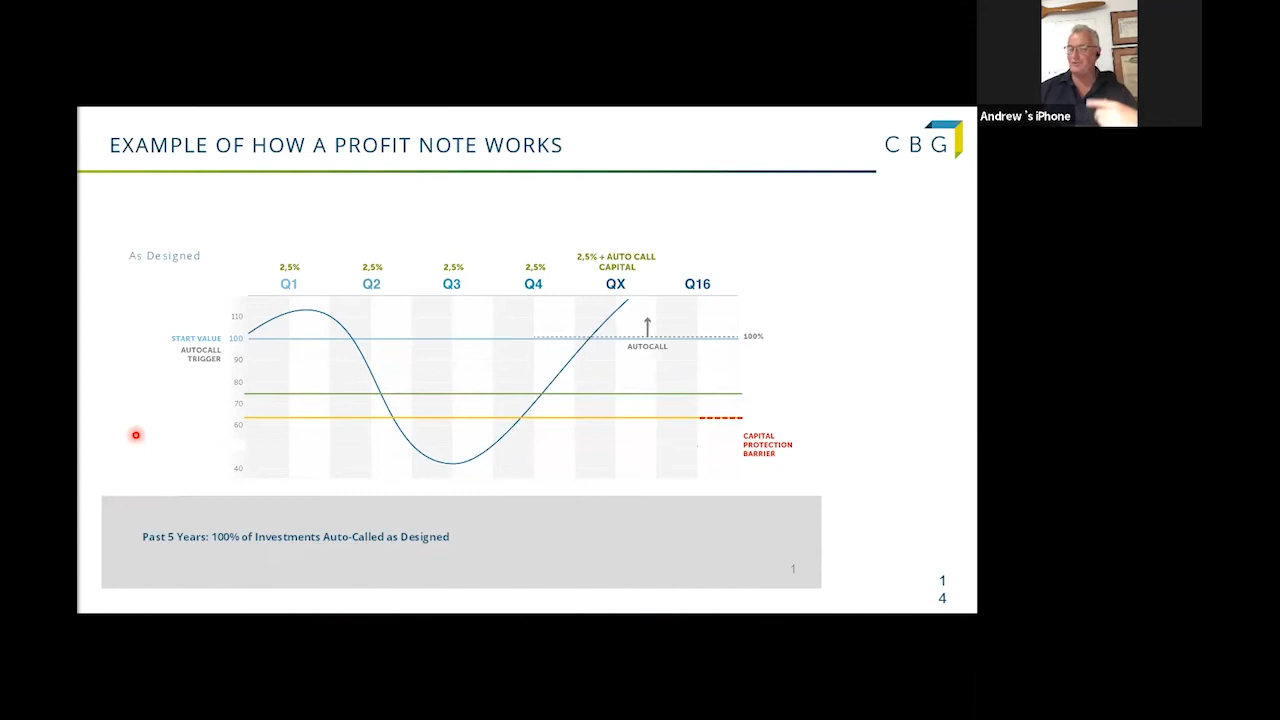 Andrew 's iPhone
EXAMPLE OF HOW A PROFIT NOTE WORKS
CBG
As Designed
2,5% 2,5% 2,5% 2,5% 2,5% + AUTO CALL
CAPITAL
Q1 Q2 Q3 Q4 QX Q16
110
START VALUE 100
100%
AUTOCALL
TRIGGER
AUTOCALL
90
80
70
60
40
CAPITAL
PROTECTION
BARRIER
Past 5 Years: 100% of Investments Auto-Called as Designed
1
1
4